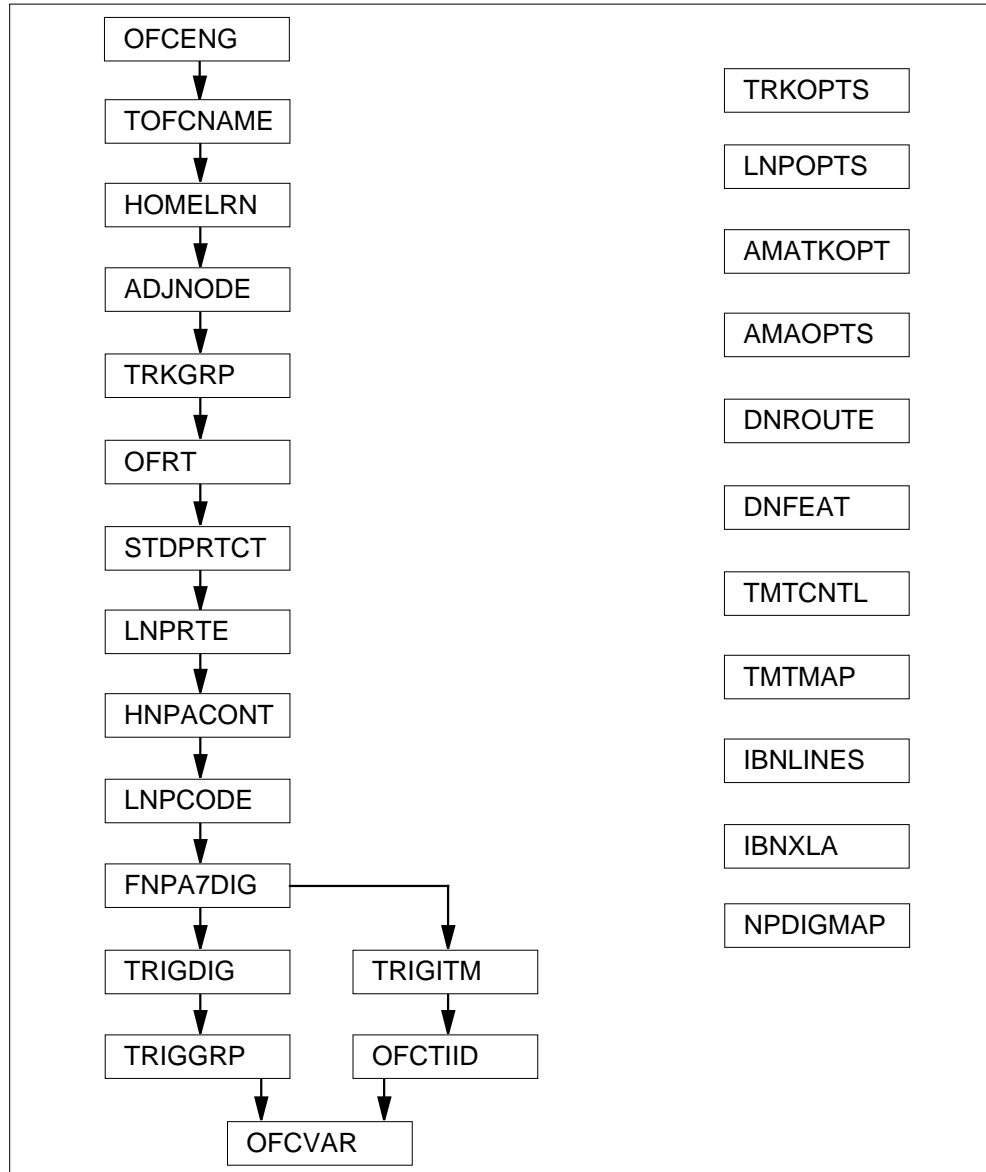 OFCENG
TOFCNAME
HOMELRN
ADJNODE
TRKGRP
OFRT
STDPRTCT
LNPRTE
HNPACONT
LNPCODE
FNPA7DIG
TRIGDIG
TRIGITM
TRIGGRP
OFCTIID
OFCVAR
TRKOPTS
LNPOPTS
AMATKOPT
AMAOPTS
DNROUTE
DNFEAT
TMTCNTL
TMTMAP
IBNLINES
IBNXLA
NPDIGMAP